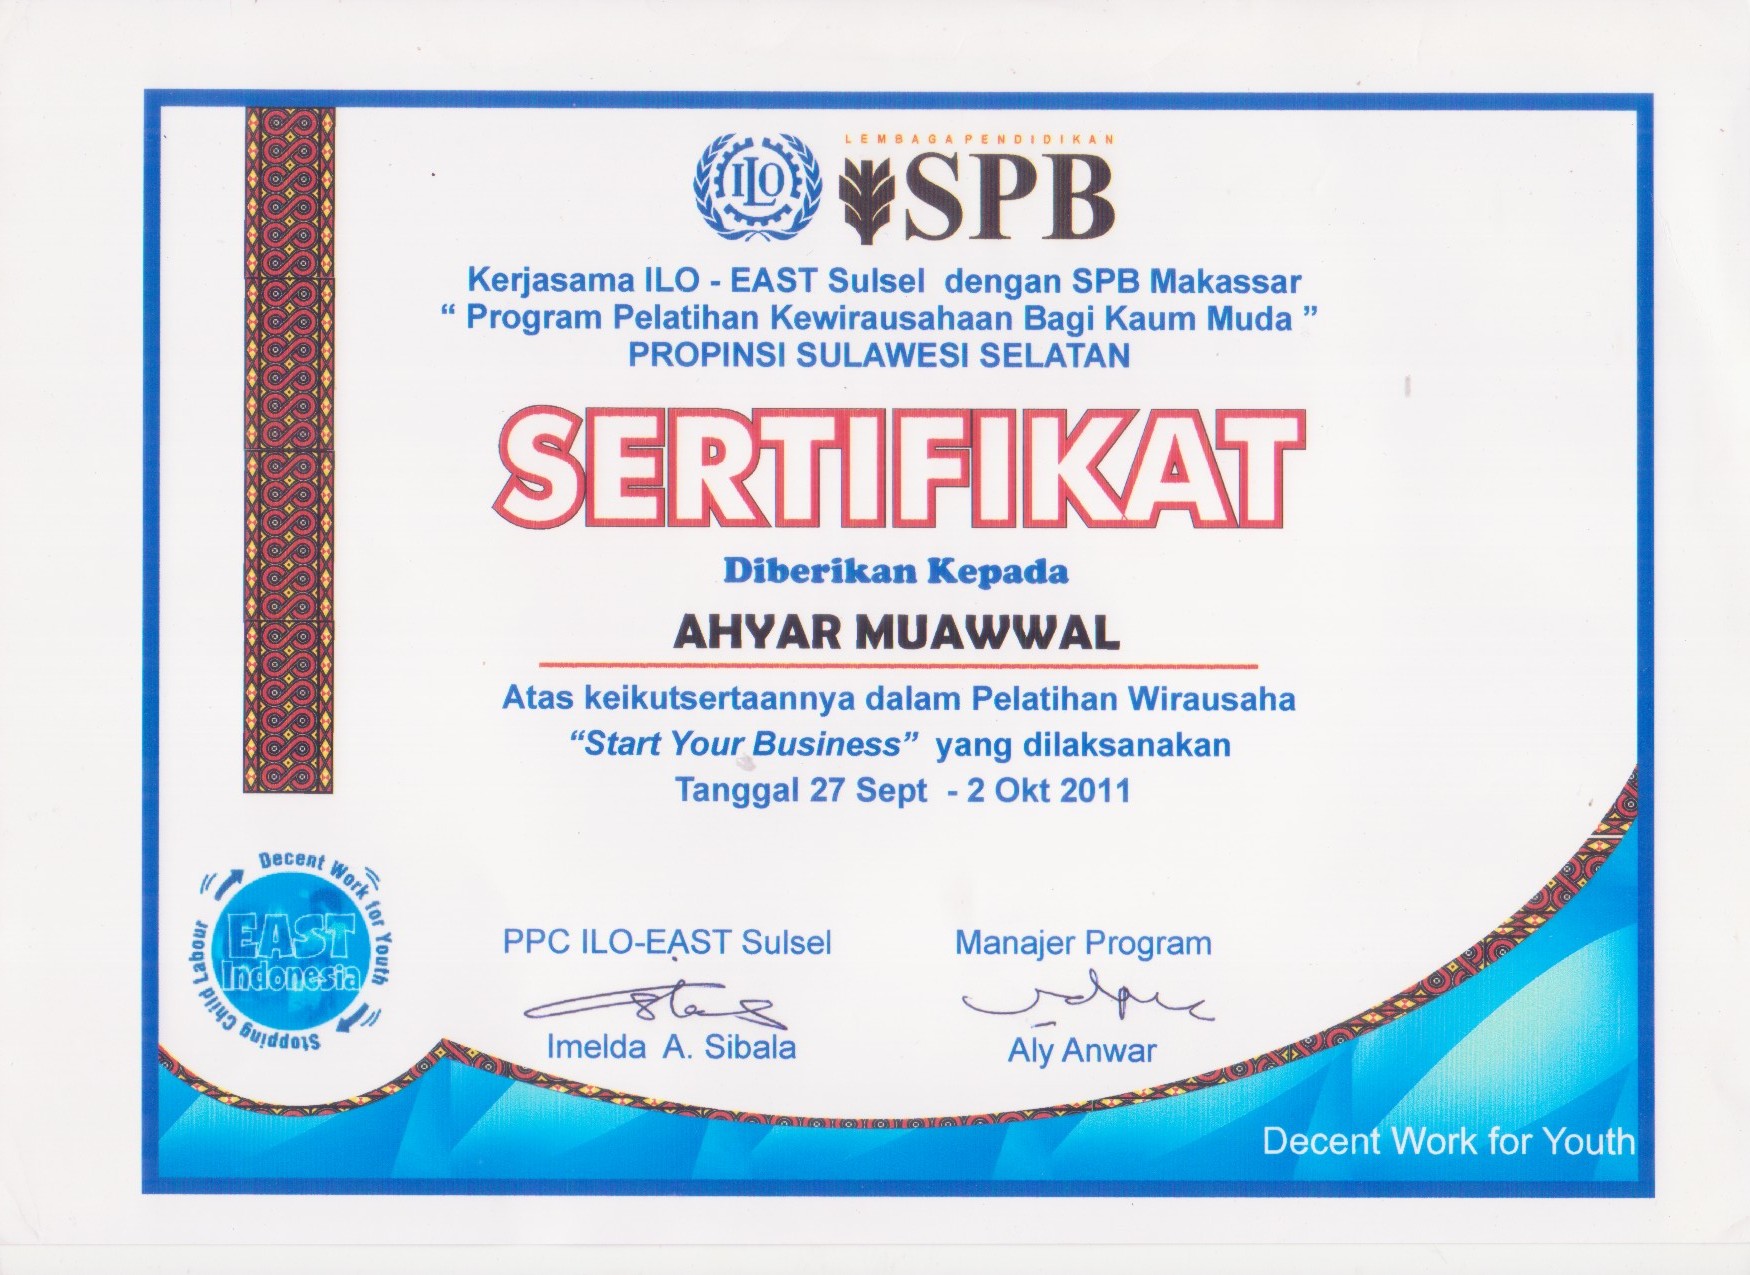 ILO
LEMBAGA PENDIDIKAN
SPB
Kerjasama ILO - EAST Sulsel dengan SPB Makassar
“ Program Pelatihan Kewirausahaan Bagi Kaum Muda ”
PROPINSI SULAWESI SELATAN
SERTIFIKAT
Diberikan Kepada
AHYAR MUAWWAL
Atas keikutsertaannya dalam Pelatihan Wirausaha
“Start Your Business” yang dilaksanakan
Tanggal 27 Sept - 2 Okt 2011
Decent Work for Youth
EAST
Indonesia
Stopping Child Labour
PPC ILO-EAST Sulsel
Imelda A. Sibala
Manajer Program
Aly Anwar
Decent Work for Youth